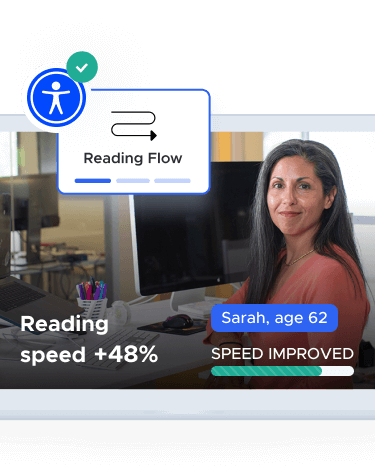 Reading Flow
Reading
speed +48%
Sarah, age 62
SPEED IMPROVED